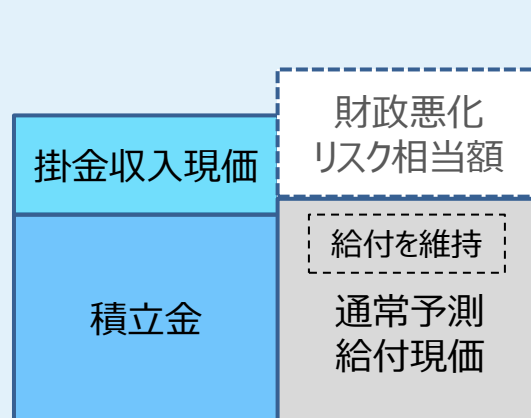 掛金収入現価
積立金
財政悪化
リスク相当額
給付を維持
通常予測
給付現価